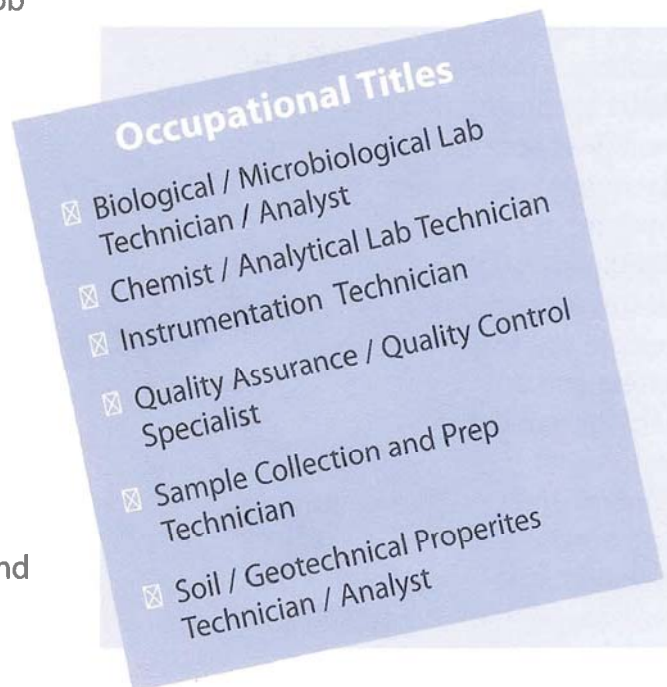 ob
Occupational Titles
Biological / Microbiological Lab
Technician / Analyst
Chemist / Analytical Lab Technician
Instrumentation Technician
Quality Assurance / Quality Control
Specialist
Sample Collection and Prep
Technician
nd
Soil / Geotechnical Properites
Technician / Analyst